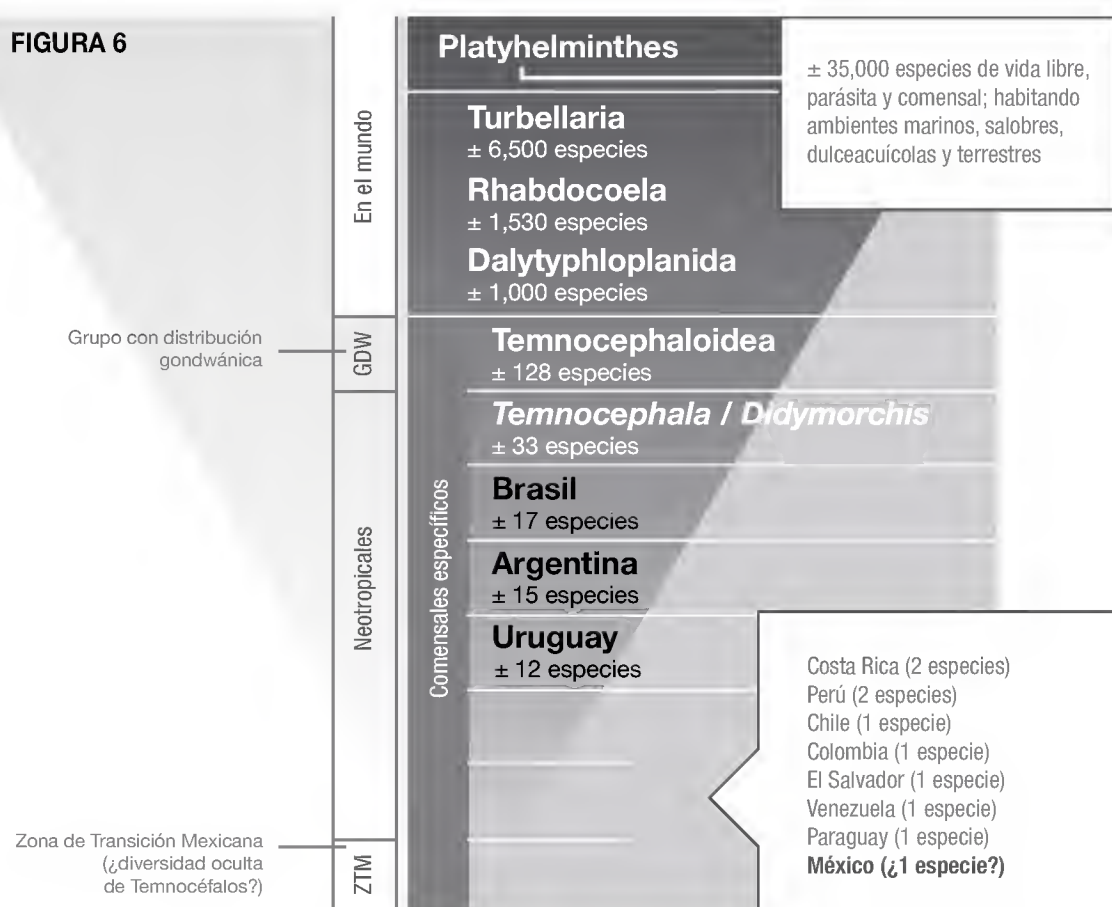 FIGURA 6
Platyhelminthes
± 35,000 especies de vida libre,
parásita y comensal; habitando
ambientes marinos, salobres,
dulceacuícolas y terrestres
En el mundo
Turbellaria
± 6,500 especies
Rhabdocoela
± 1,530 especies
Dalytyphloplanida
± 1,000 especies
Grupo con distribución
gondwánica
GDW
Temnocephaloidea
± 128 especies
Neotropicales
Comensales específicos
Temnocephala / Didymorchis
± 33 especies
Brasil
± 17 especies
Argentina
± 15 especies
Uruguay
± 12 especies
Costa Rica (2 especies)
Perú (2 especies)
Chile (1 especie)
Colombia (1 especie)
El Salvador (1 especie)
Venezuela (1 especie)
Paraguay (1 especie)
México (¿1 especie?)
Zona de Transición Mexicana
(¿diversidad oculta
de Temnocéfalos?)
ZTM